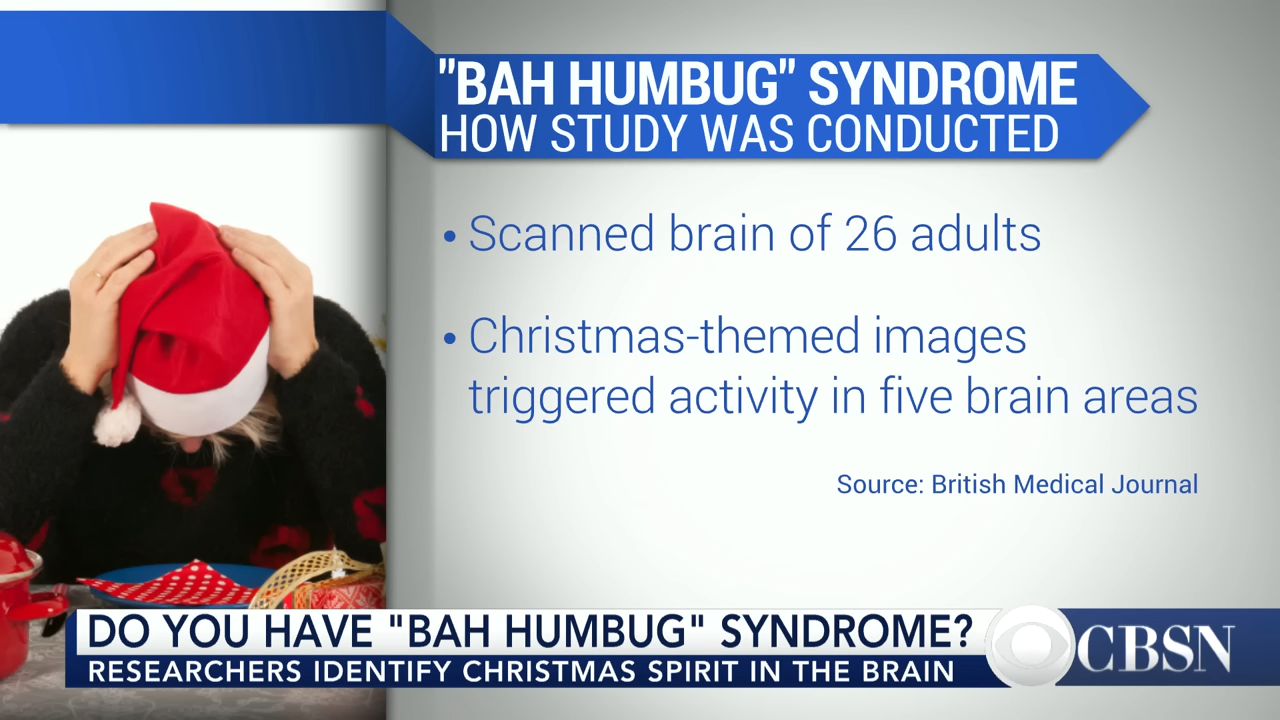 "BAH HUMBUG" SYNDROME
HOW STUDY WAS CONDUCTED
• Scanned brain of 26 adults
• Christmas-themed images
triggered activity in five brain areas
Source: British Medical Journal
DO YOU HAVE "BAH HUMBUG" SYNDROME?
RESEARCHERS IDENTIFY CHRISTMAS SPIRIT IN THE BRAIN
CBSN